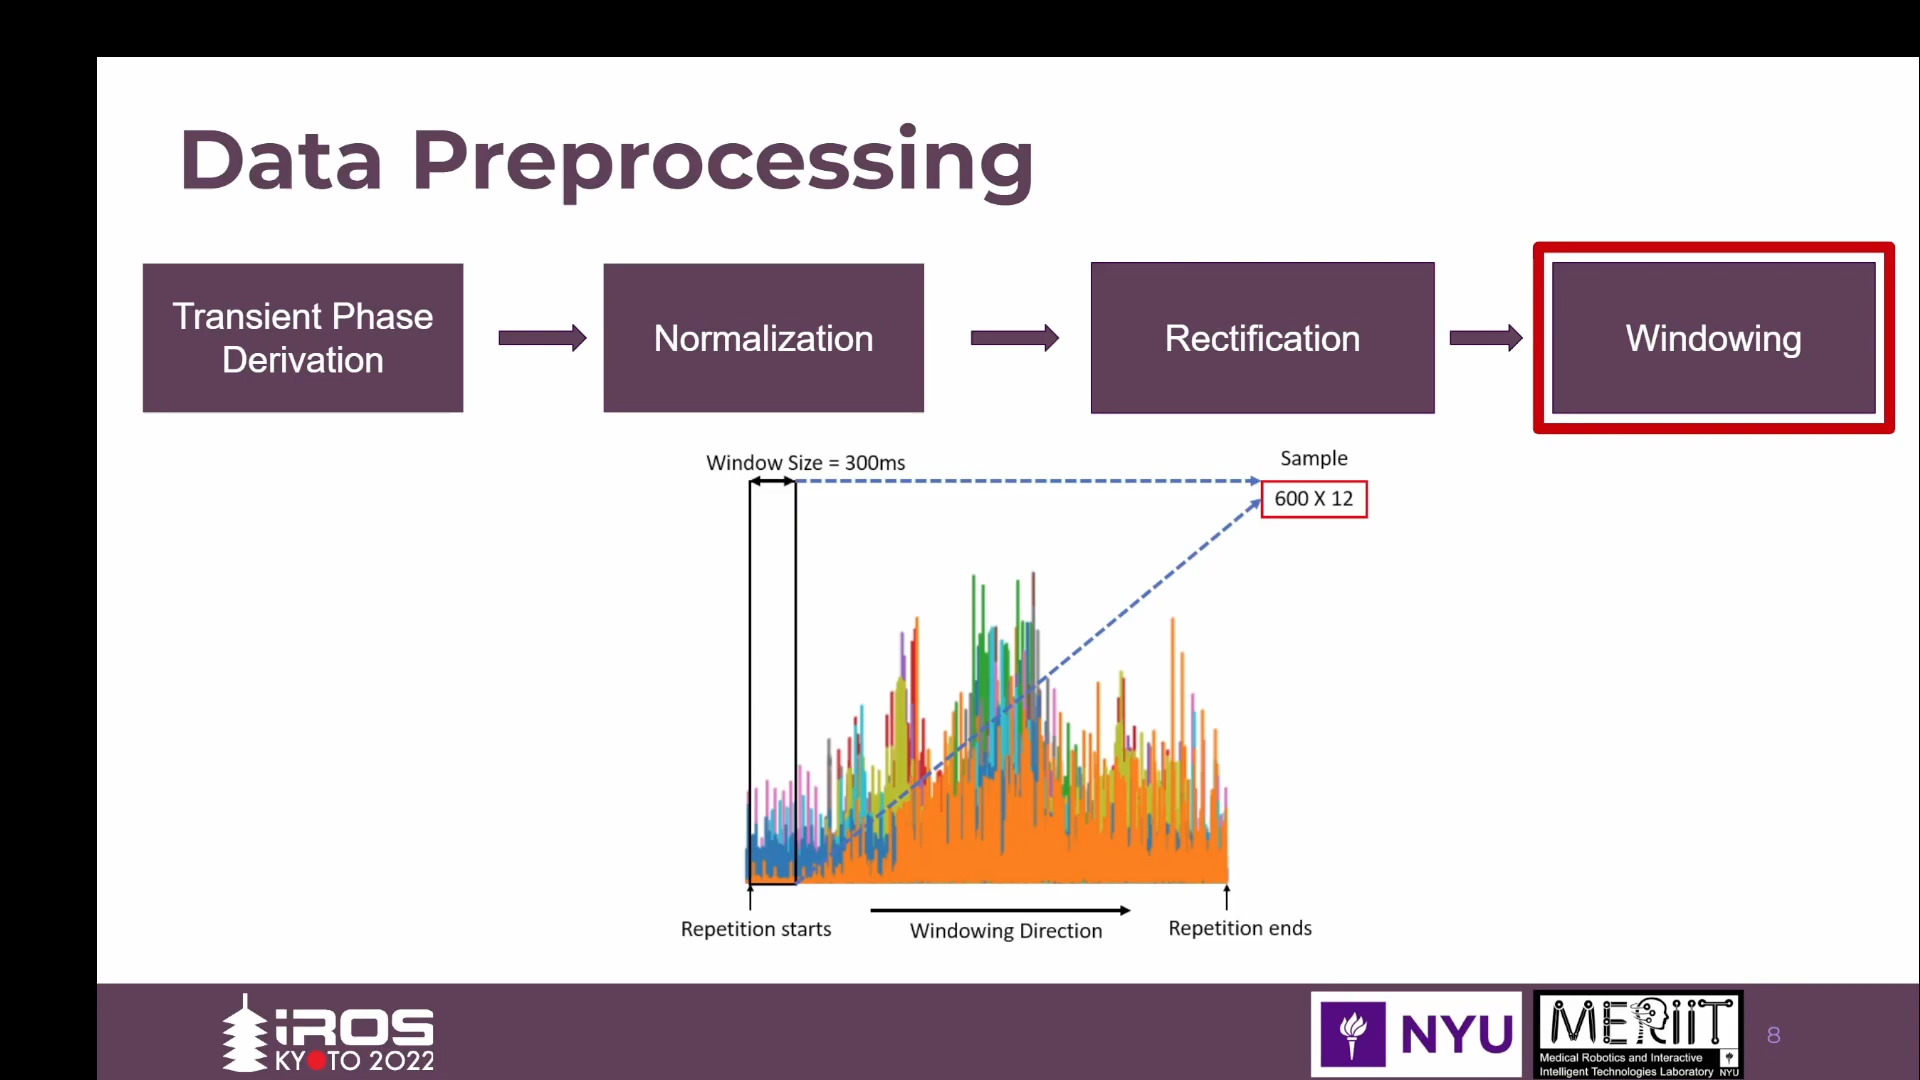 Data Preprocessing
Transient Phase
Derivation
Normalization
Rectification
Windowing
Window Size = 300ms
Sample
600 X 12
Repetition starts
Windowing Direction
Repetition ends
iROS
KYOTO 2022
NYU
MERIIT
Medical Robotics and Interactive
Intelligent Technologies Laboratory NYU
8